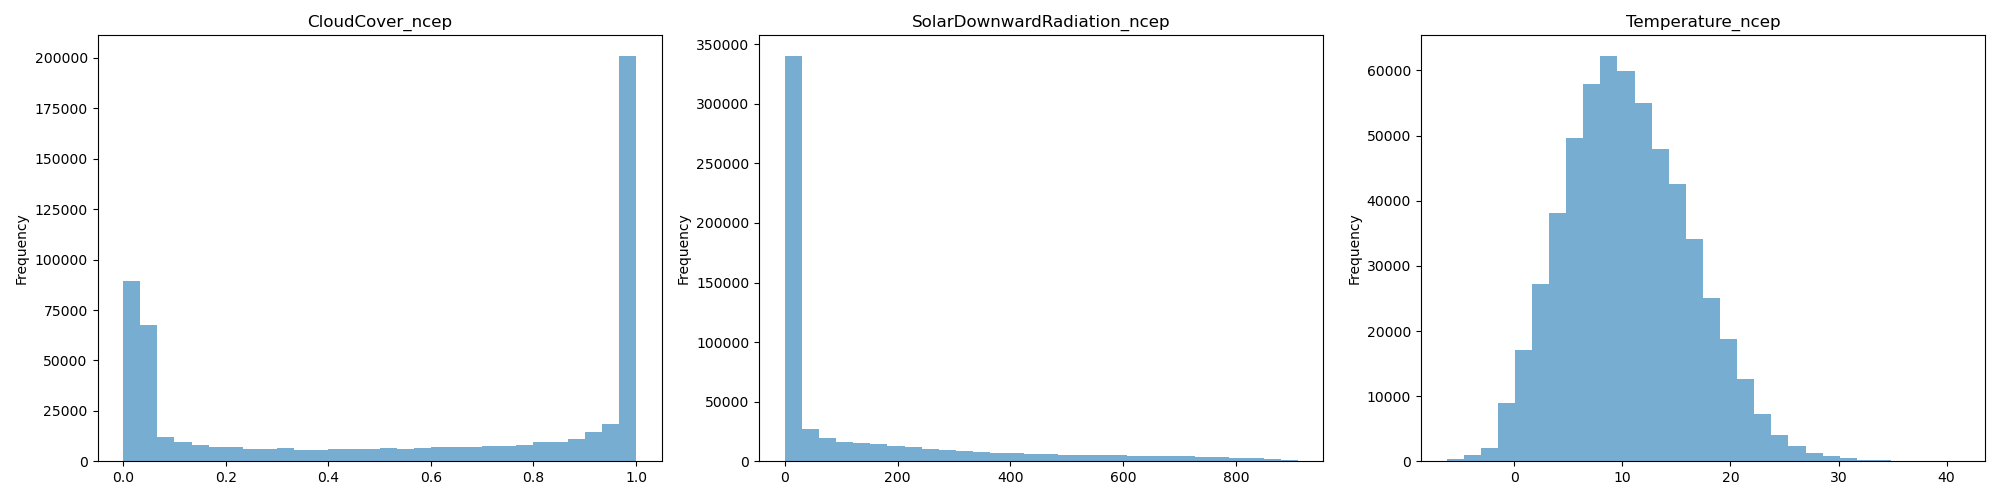 CloudCover_ncep
Frequency
200000
175000
150000
125000
100000
75000
50000
25000
0
0.0 0.2 0.4 0.6 0.8 1.0
SolarDownwardRadiation_ncep
Frequency
350000
300000
250000
200000
150000
100000
50000
0
0 200 400 600 800
Temperature_ncep
Frequency
60000
50000
40000
30000
20000
10000
0
0 10 20 30 40